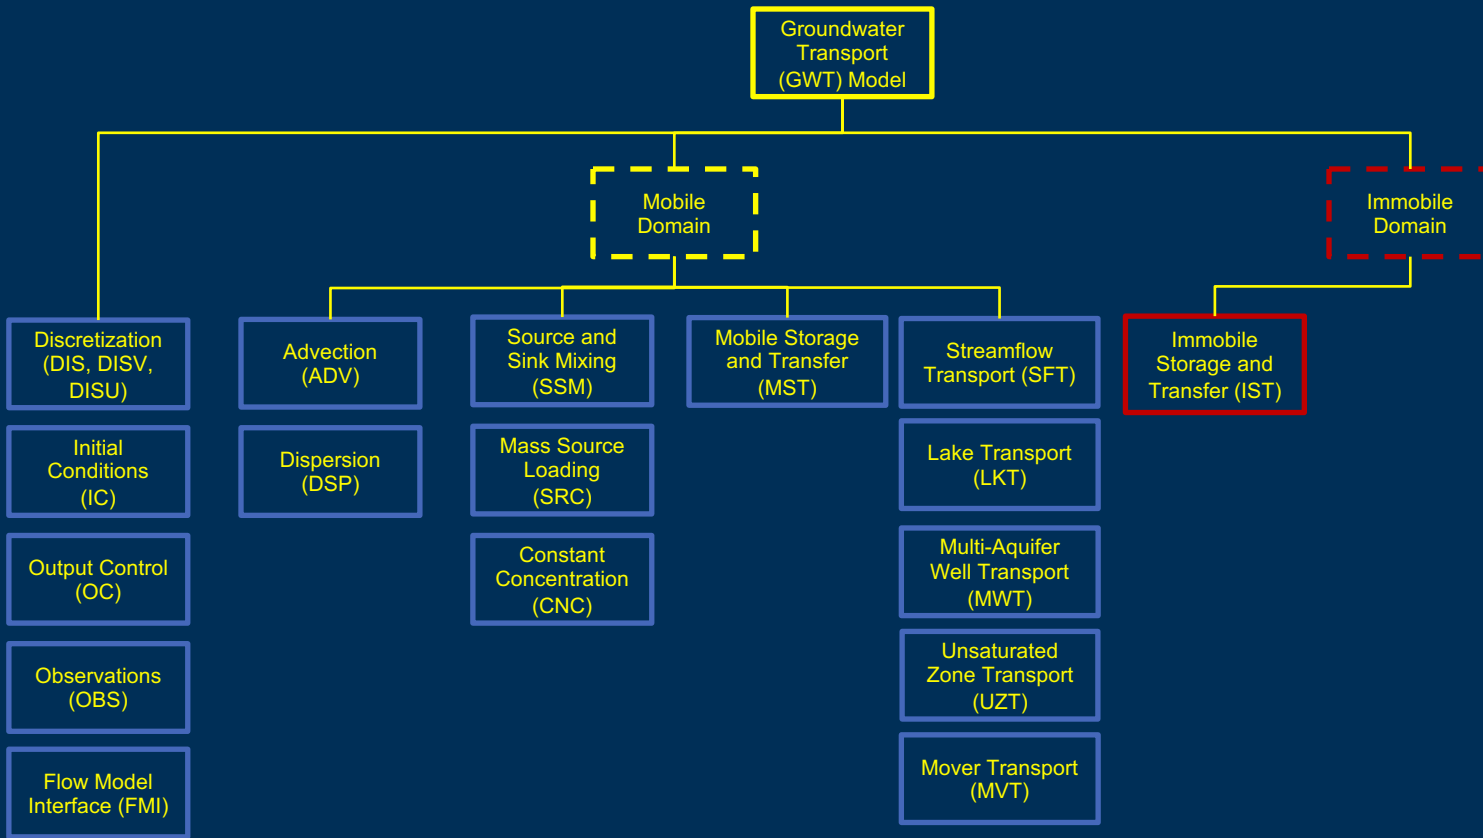 Groundwater
Transport
(GWT) Model
Mobile
Domain
Immobile
Domain
Discretization
(DIS, DISV,
DISU)
Initial
Conditions
(IC)
Output Control
(OC)
Observations
(OBS)
Flow Model
Interface (FMI)
Advection
(ADV)
Dispersion
(DSP)
Source and
Sink Mixing
(SSM)
Mass Source
Loading
(SRC)
Constant
Concentration
(CNC)
Mobile Storage
and Transfer
(MST)
Streamflow
Transport (SFT)
Lake Transport
(LKT)
Multi-Aquifer
Well Transport
(MWT)
Unsaturated
Zone Transport
(UZT)
Mover Transport
(MVT)
Immobile
Storage and
Transfer (IST)